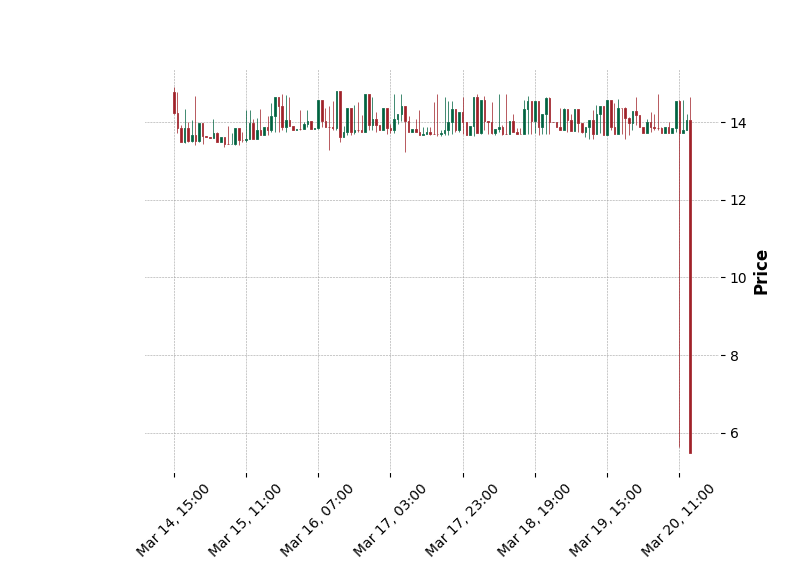 14
12
10
8
6
Price
Mar 14, 15:00
Mar 15, 11:00
Mar 16, 07:00
Mar 17, 03:00
Mar 17, 23:00
Mar 18, 19:00
Mar 19, 15:00
Mar 20, 11:00